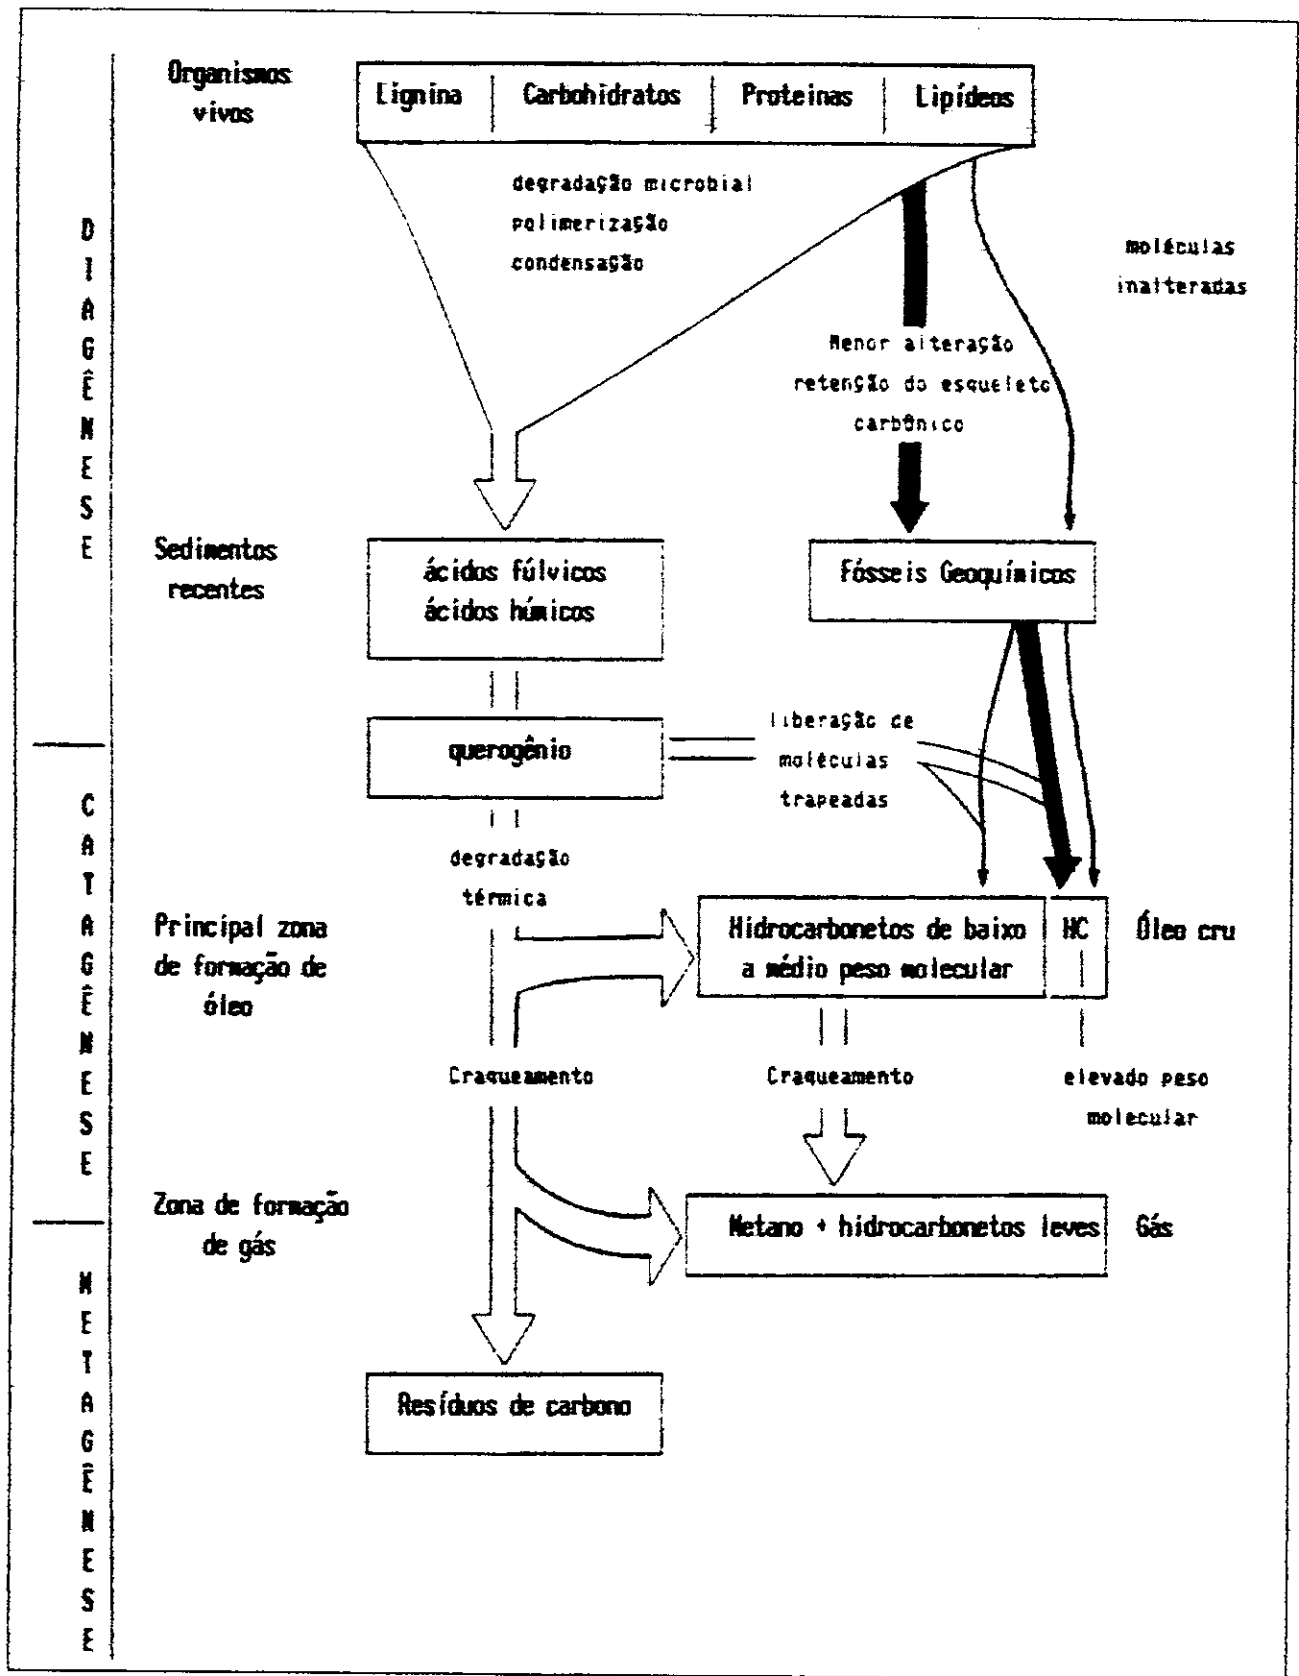 Organismos
vivos
Lignina
Carbohidratos
Proteinas
Lipídeos
degradação microbial
polimerização
condensação
moléculas
inalteradas
Menor alteração
retenção do esqueleto
carbônico
DIAGÊNESE
Sedimentos
recentes
ácidos fúlvicos
ácidos húmicos
Fósseis Geoquímicos
querogênio
liberação de
moléculas
trapeadas
degradação
térmica
CATAGÊNESE
Principal zona
de formação de
óleo
Hidrocarbonetos de baixo
a médio peso molecular
HC
Óleo cru
Craqueamento
Craqueamento
elevado peso
molecular
Zona de formação
de gás
Metano + hidrocarbonetos leves
Gás
METAGÊNESE
Resíduos de carbono